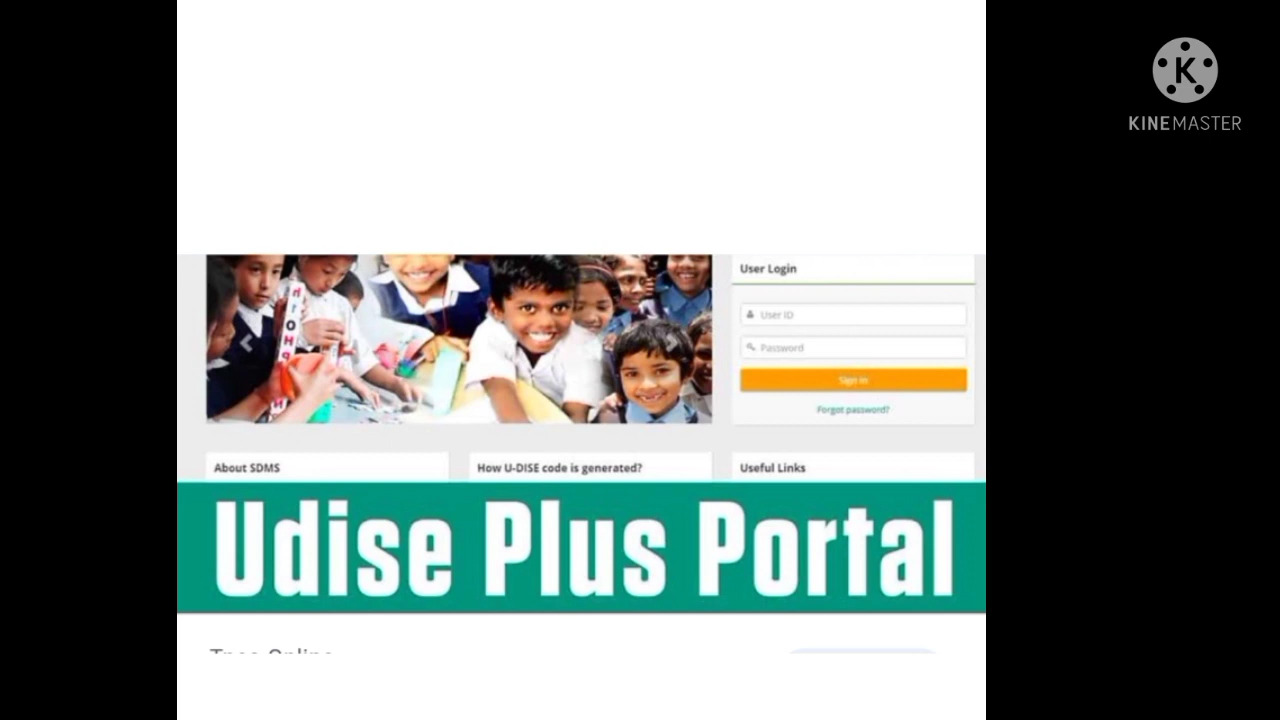 K
KINEMASTER
User Login
User ID
Password
Sign In
Forgot password?
About SDMS
How U-DISE code is generated?
Useful Links
Udise Plus Portal